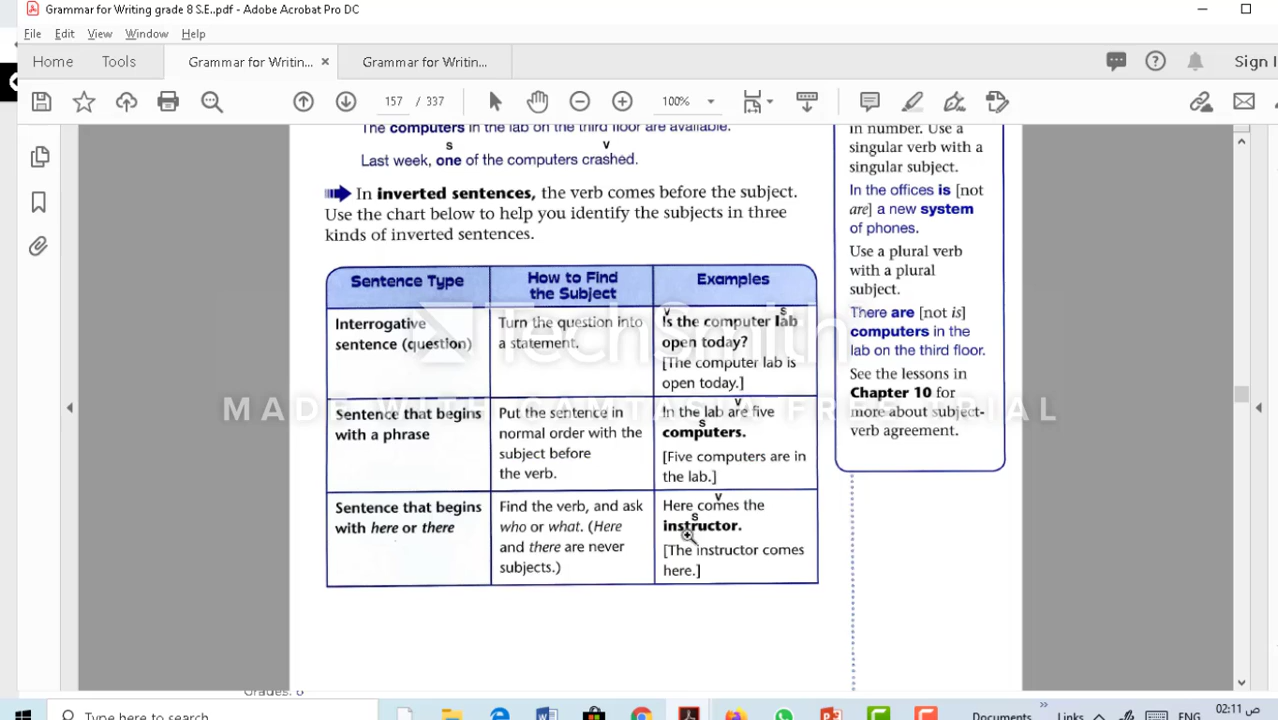 Grammar for Writing grade 8 S.E..pdf - Adobe Acrobat Pro DC
File Edit View Window Help
Home Tools Grammar for Writin... × Grammar for Writin... Sign I
157 / 337 100%
The computers in the lab on the third floor are available.
s v
Last week, one of the computers crashed.
In inverted sentences, the verb comes before the subject.
Use the chart below to help you identify the subjects in three
kinds of inverted sentences.
Sentence Type
How to Find
the Subject
Examples
Interrogative
sentence (question)
Turn the question into
a statement.
v s
Is the computer lab
open today?
[The computer lab is
open today.]
Sentence that begins
with a phrase
Put the sentence in
normal order with the
subject before
the verb.
v
In the lab are five
s
computers.
[Five computers are in
the lab.]
Sentence that begins
with here or there
Find the verb, and ask
who or what. (Here
and there are never
subjects.)
v
Here comes the
s
instructor.
[The instructor comes
here.]
in number. Use a
singular verb with a
singular subject.
In the offices is [not
are] a new system
of phones.
Use a plural verb
with a plural
subject.
There are [not is]
computers in the
lab on the third floor.
See the lessons in
Chapter 10 for
more about subject-
verb agreement.
TechSmith
MADE WITH CAMTASIA FREE TRIAL
Grades: 8
Type here to search
Documents » Links » ENG 02:11 ص